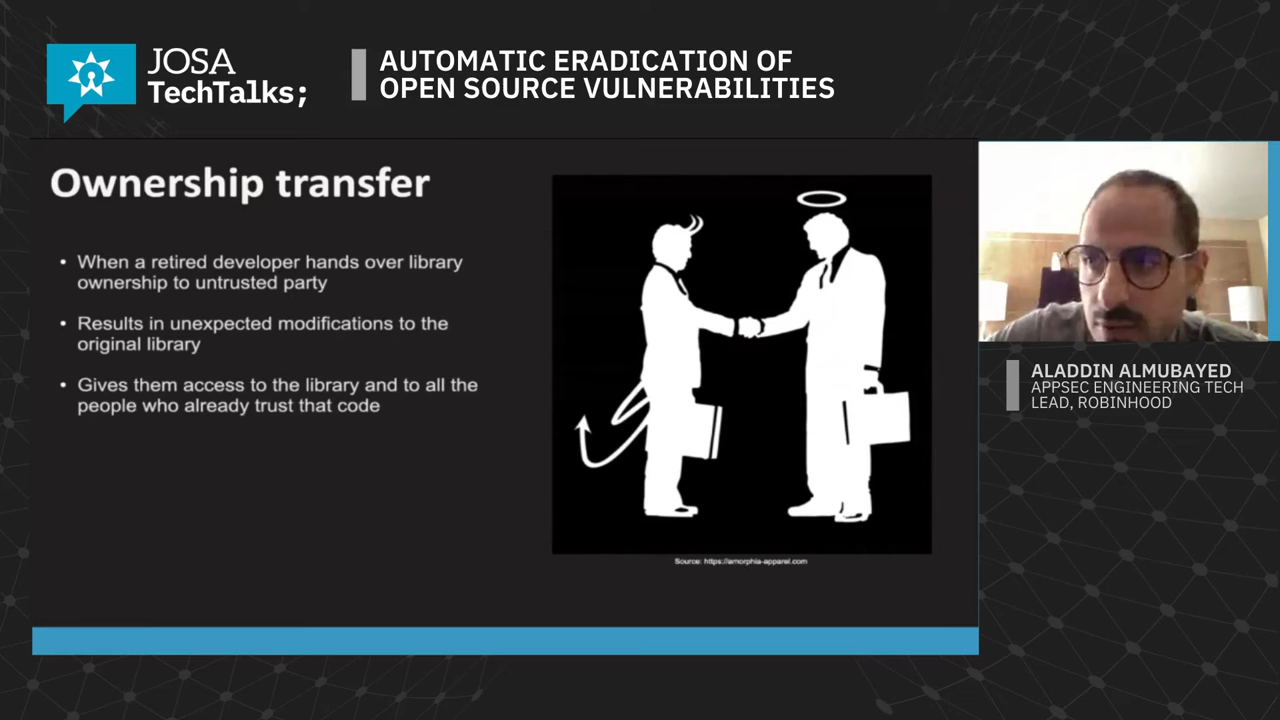 JOSA
TechTalks;
AUTOMATIC ERADICATION OF
OPEN SOURCE VULNERABILITIES
Ownership transfer
• When a retired developer hands over library
ownership to untrusted party
• Results in unexpected modifications to the
original library
• Gives them access to the library and to all the
people who already trust that code
Source: https://amorphia-apparel.com
ALADDIN ALMUBAYED
APPSEC ENGINEERING TECH
LEAD, ROBINHOOD